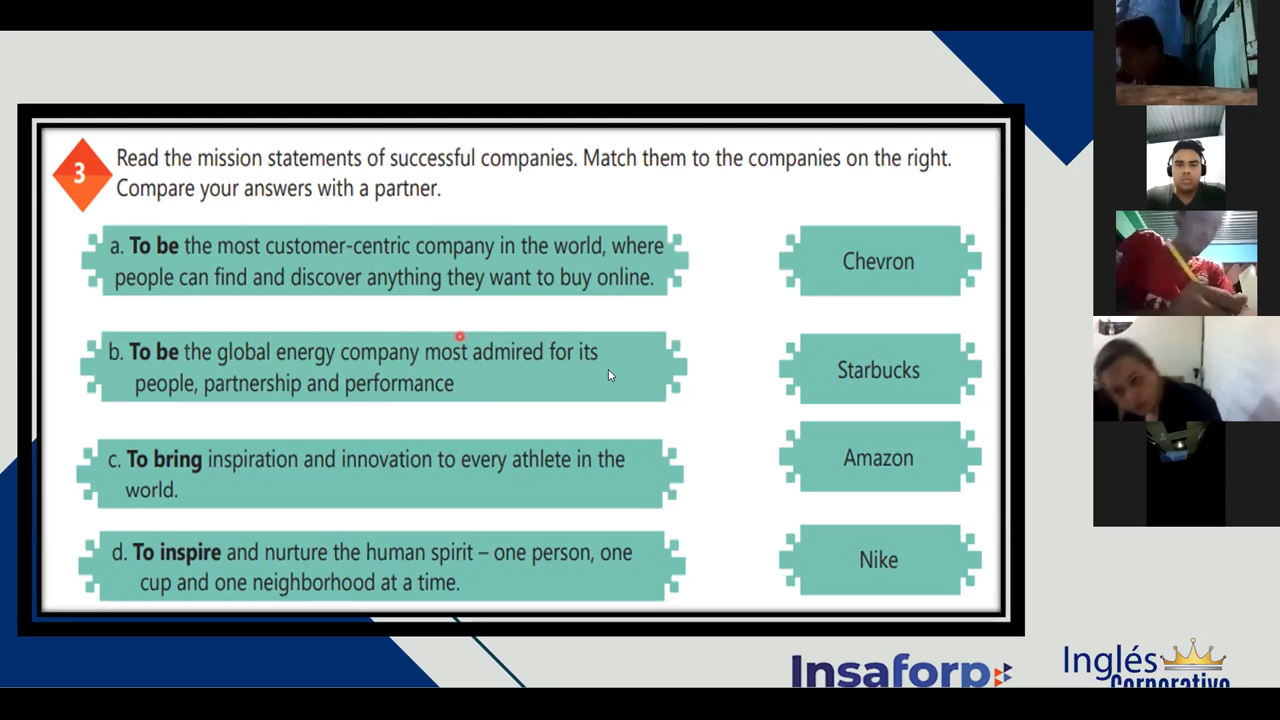 3
Read the mission statements of successful companies. Match them to the companies on the right.
Compare your answers with a partner.
a. To be the most customer-centric company in the world, where
people can find and discover anything they want to buy online.
Chevron
b. To be the global energy company most admired for its
people, partnership and performance
Starbucks
c. To bring inspiration and innovation to every athlete in the
world.
Amazon
d. To inspire and nurture the human spirit – one person, one
cup and one neighborhood at a time.
Nike
Insaforp
Inglés
Corporativo